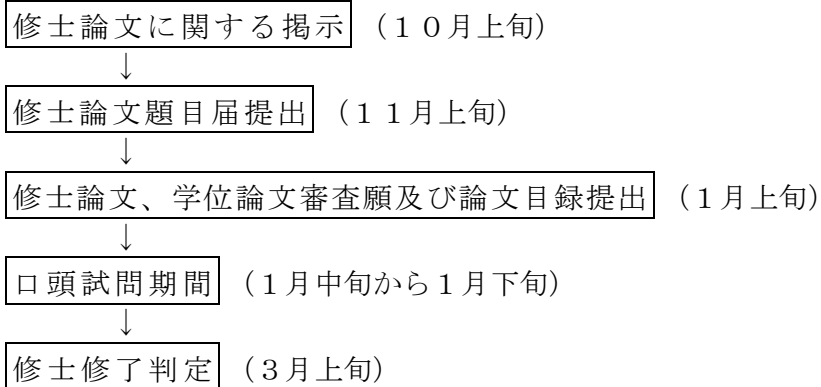 修士論文に関する掲示 (10月上旬)
↓
修士論文題目届提出 (11月上旬)
↓
修士論文、学位論文審査願及び論文目録提出 (1月上旬)
↓
口頭試問期間 (1月中旬から1月下旬)
↓
修士修了判定 (3月上旬)